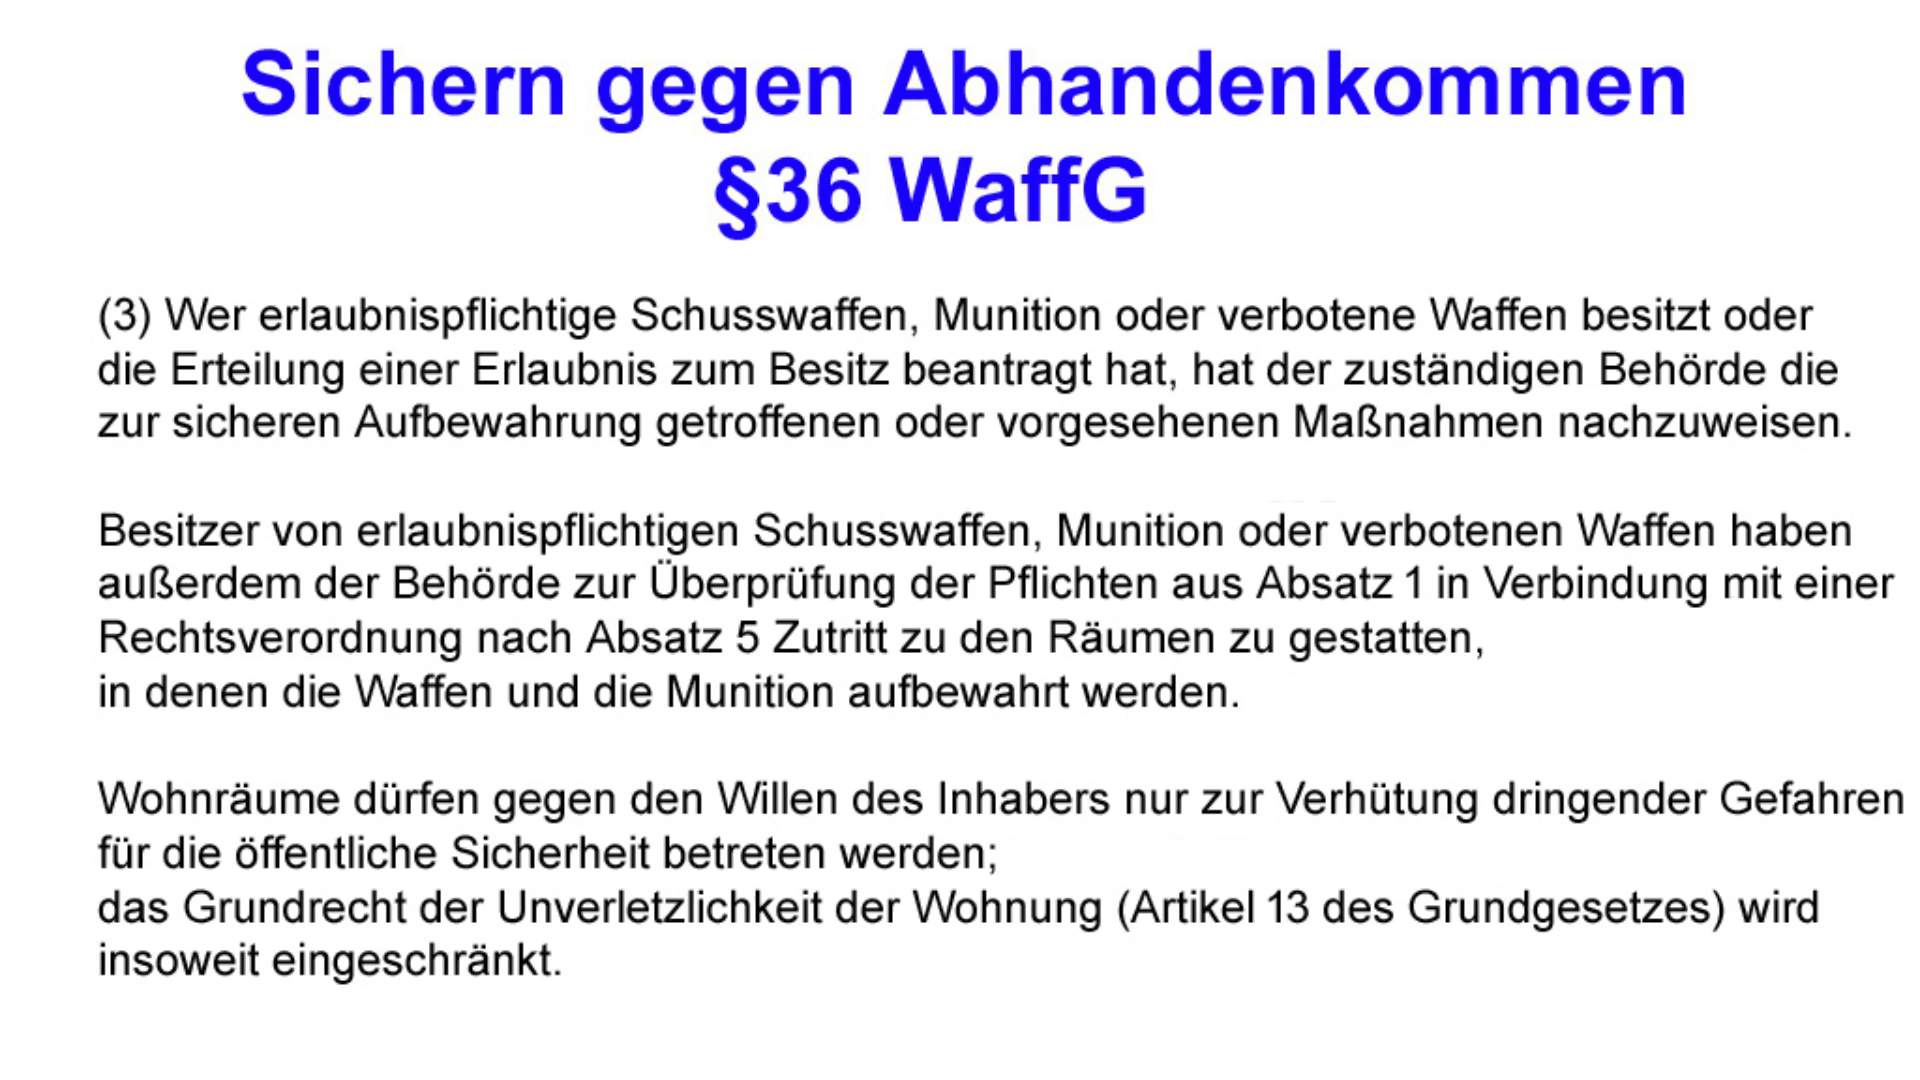 Sichern gegen Abhandenkommen
§36 WaffG
(3) Wer erlaubnispflichtige Schusswaffen, Munition oder verbotene Waffen besitzt oder
die Erteilung einer Erlaubnis zum Besitz beantragt hat, hat der zuständigen Behörde die
zur sicheren Aufbewahrung getroffenen oder vorgesehenen Maßnahmen nachzuweisen.
Besitzer von erlaubnispflichtigen Schusswaffen, Munition oder verbotenen Waffen haben
außerdem der Behörde zur Überprüfung der Pflichten aus Absatz 1 in Verbindung mit einer
Rechtsverordnung nach Absatz 5 Zutritt zu den Räumen zu gestatten,
in denen die Waffen und die Munition aufbewahrt werden.
Wohnräume dürfen gegen den Willen des Inhabers nur zur Verhütung dringender Gefahren
für die öffentliche Sicherheit betreten werden;
das Grundrecht der Unverletzlichkeit der Wohnung (Artikel 13 des Grundgesetzes) wird
insoweit eingeschränkt.